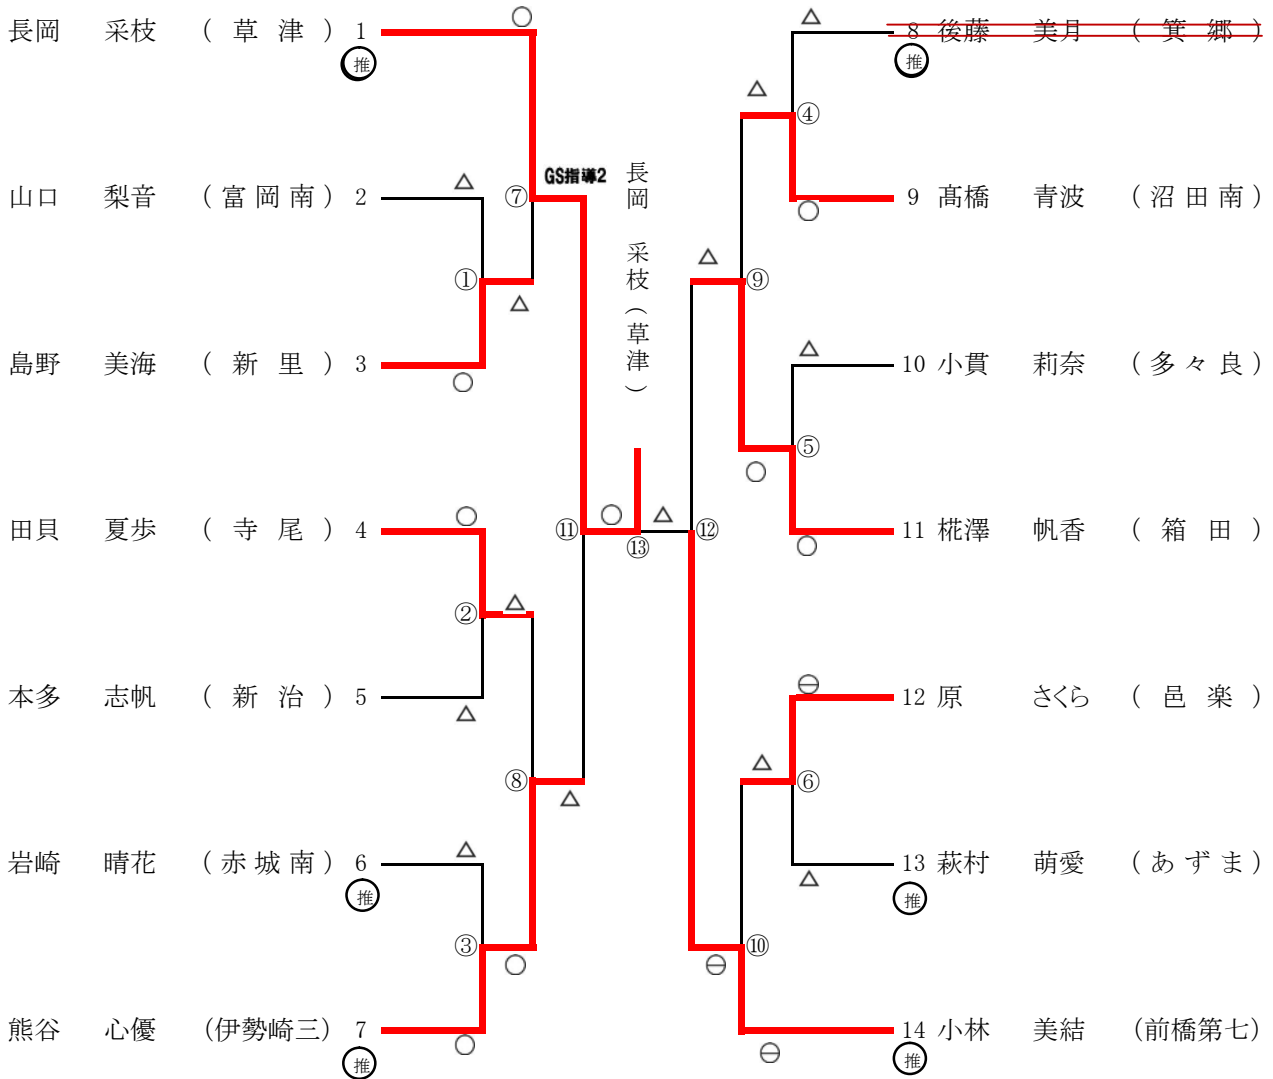 長岡 采枝 (草津) 1
推
山口 梨音 (富岡南) 2
島野 美海 (新里) 3
田貝 夏歩 (寺尾) 4
本多 志帆 (新治) 5
岩崎 晴花 (赤城南) 6
推
熊谷 心優 (伊勢崎三) 7
推
①
②
③
⑦
⑧
GS指導2
⑪
長岡 采枝(草津)
⑬
⑫
⑨
⑩
④
⑤
⑥
8 後藤 美月 (箕郷)
推
9 髙橋 青波 (沼田南)
10 小貫 莉奈 (多々良)
11 椛澤 帆香 (箱田)
12 原 さくら (邑楽)
13 萩村 萌愛 (あずま)
推
14 小林 美結 (前橋第七)
推